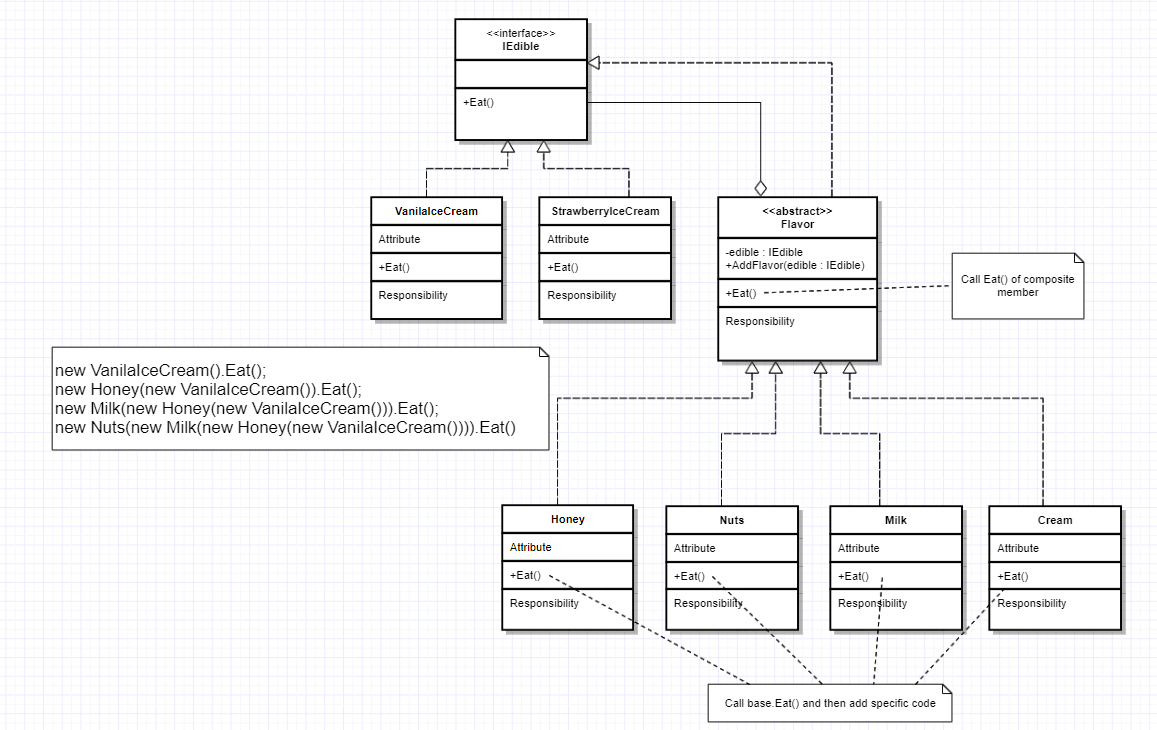 <<interface>>
IEdible
+Eat()
VanilaIceCream
Attribute
+Eat()
Responsibility
StrawberryIceCream
Attribute
+Eat()
Responsibility
<<abstract>>
Flavor
-edible : IEdible
+AddFlavor(edible : IEdible)
+Eat()
Responsibility
Call Eat() of composite
member
new VanilaIceCream().Eat();
new Honey(new VanilaIceCream()).Eat();
new Milk(new Honey(new VanilaIceCream())).Eat();
new Nuts(new Milk(new Honey(new VanilaIceCream()))).Eat()
Honey
Attribute
+Eat()
Responsibility
Nuts
Attribute
+Eat()
Responsibility
Milk
Attribute
+Eat()
Responsibility
Cream
Attribute
+Eat()
Responsibility
Call base.Eat() and then add specific code